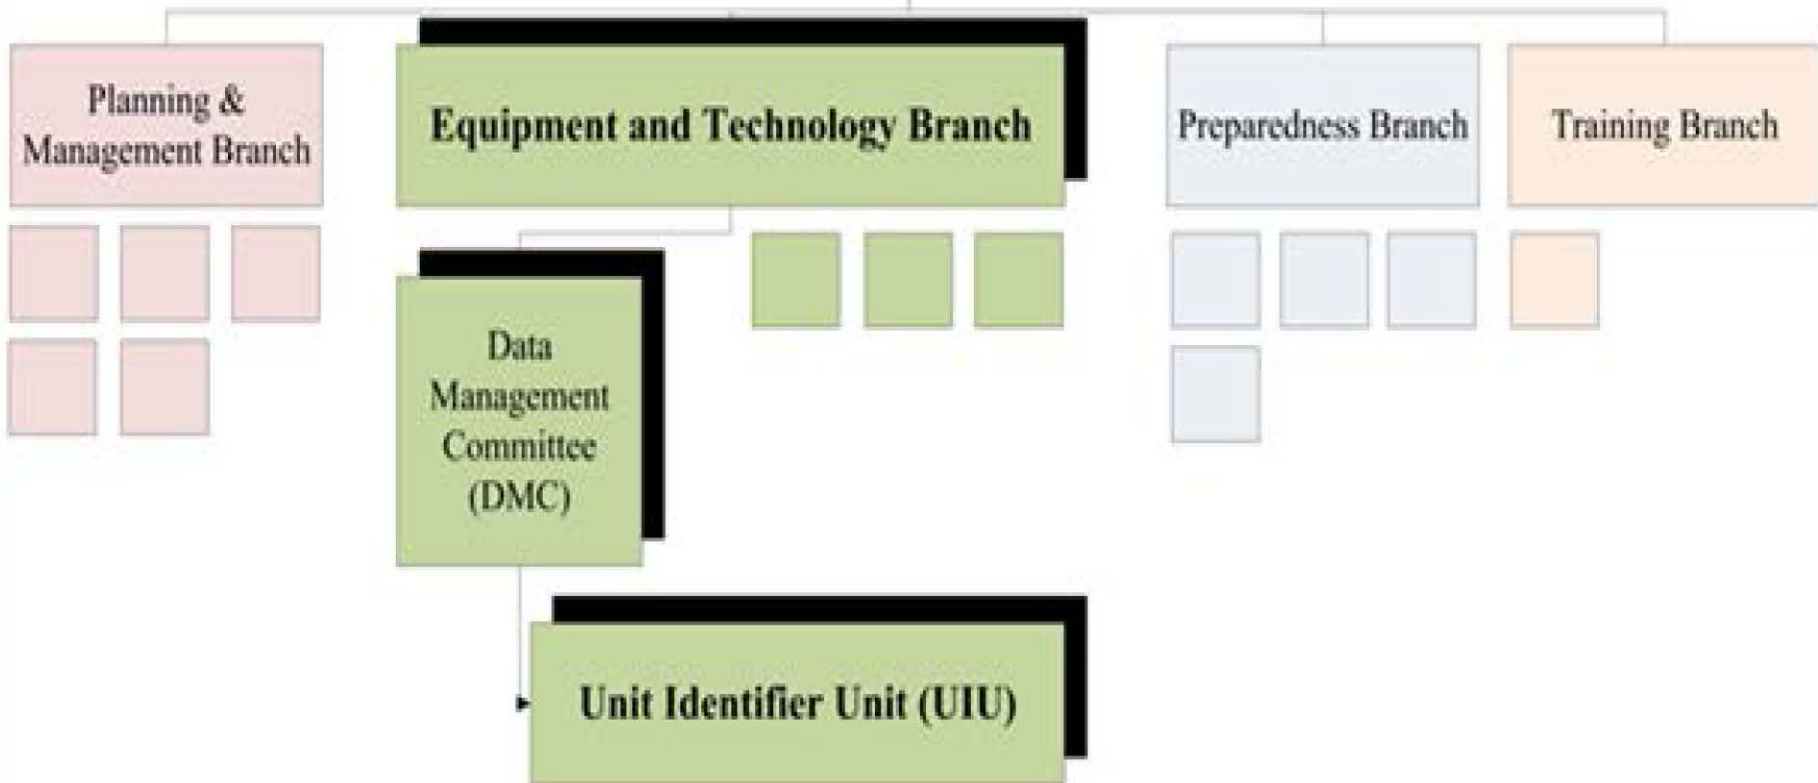 Planning &
Management Branch
Equipment and Technology Branch
Preparedness Branch
Training Branch
Data
Management
Committee
(DMC)
Unit Identifier Unit (UIU)